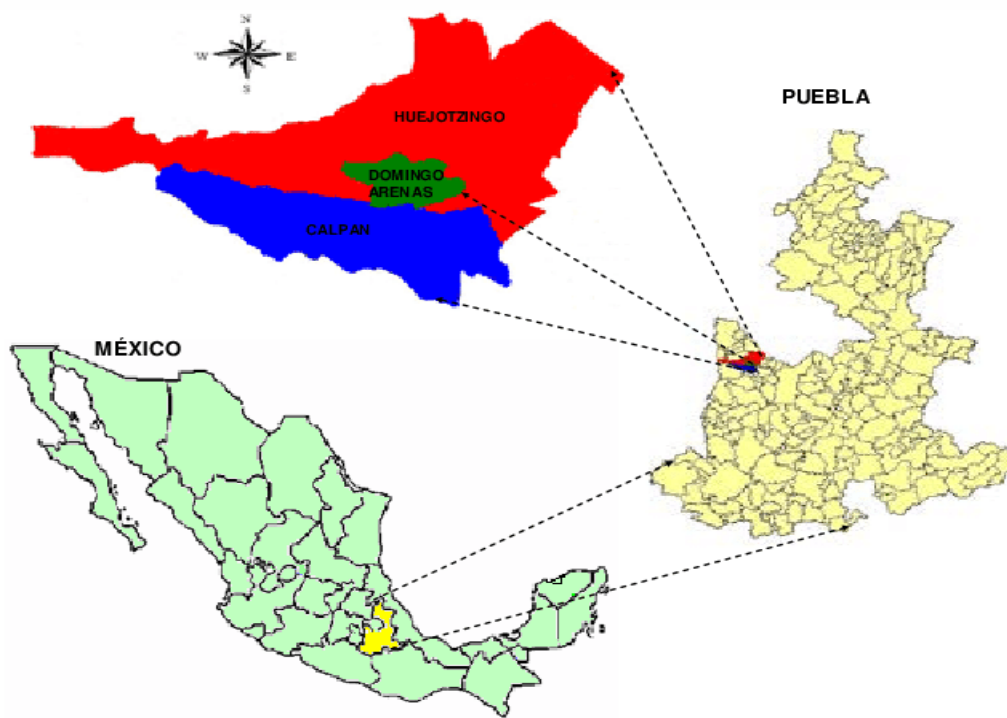 N
W E
S
PUEBLA
HUEJOTZINGO
DOMINGO
ARENAS
CALPAN
MÉXICO